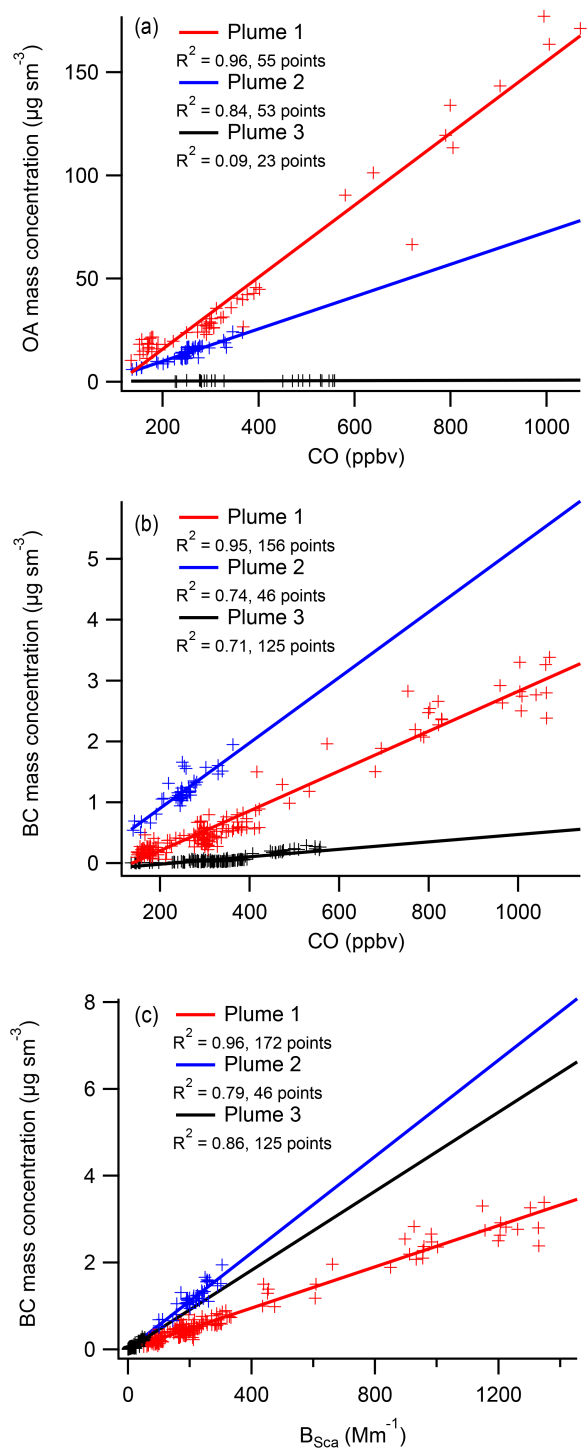 (a)
Plume 1
R² = 0.96, 55 points
Plume 2
R² = 0.84, 53 points
Plume 3
R² = 0.09, 23 points
OA mass concentration (µg sm⁻³)
150
100
50
0
200 400 600 800 1000
CO (ppbv)
(b)
Plume 1
R² = 0.95, 156 points
Plume 2
R² = 0.74, 46 points
Plume 3
R² = 0.71, 125 points
BC mass concentration (µg sm⁻³)
5
4
3
2
1
0
200 400 600 800 1000
CO (ppbv)
(c)
Plume 1
R² = 0.96, 172 points
Plume 2
R² = 0.79, 46 points
Plume 3
R² = 0.86, 125 points
BC mass concentration (µg sm⁻³)
8
6
4
2
0
0 400 800 1200
B_Sca (Mm⁻¹)